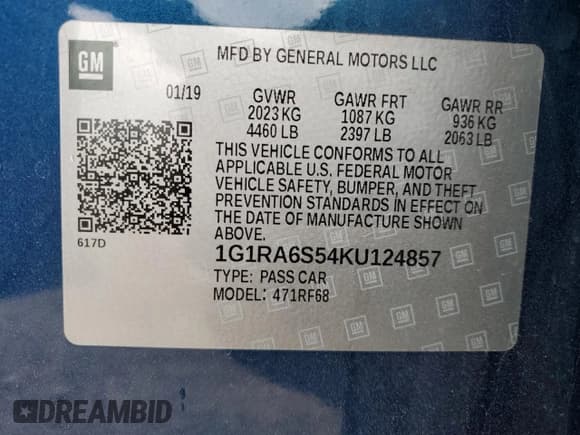 GM
MFD BY GENERAL MOTORS LLC
01/19 GVWR GAWR FRT GAWR RR
2023 KG 1087 KG 936 KG
4460 LB 2397 LB 2063 LB
THIS VEHICLE CONFORMS TO ALL
APPLICABLE U.S. FEDERAL MOTOR
VEHICLE SAFETY, BUMPER, AND THEFT
PREVENTION STANDARDS IN EFFECT ON
THE DATE OF MANUFACTURE SHOWN
ABOVE.
617D
1G1RA6S54KU124857
TYPE: PASS CAR
MODEL: 471RF68
DREAMBID